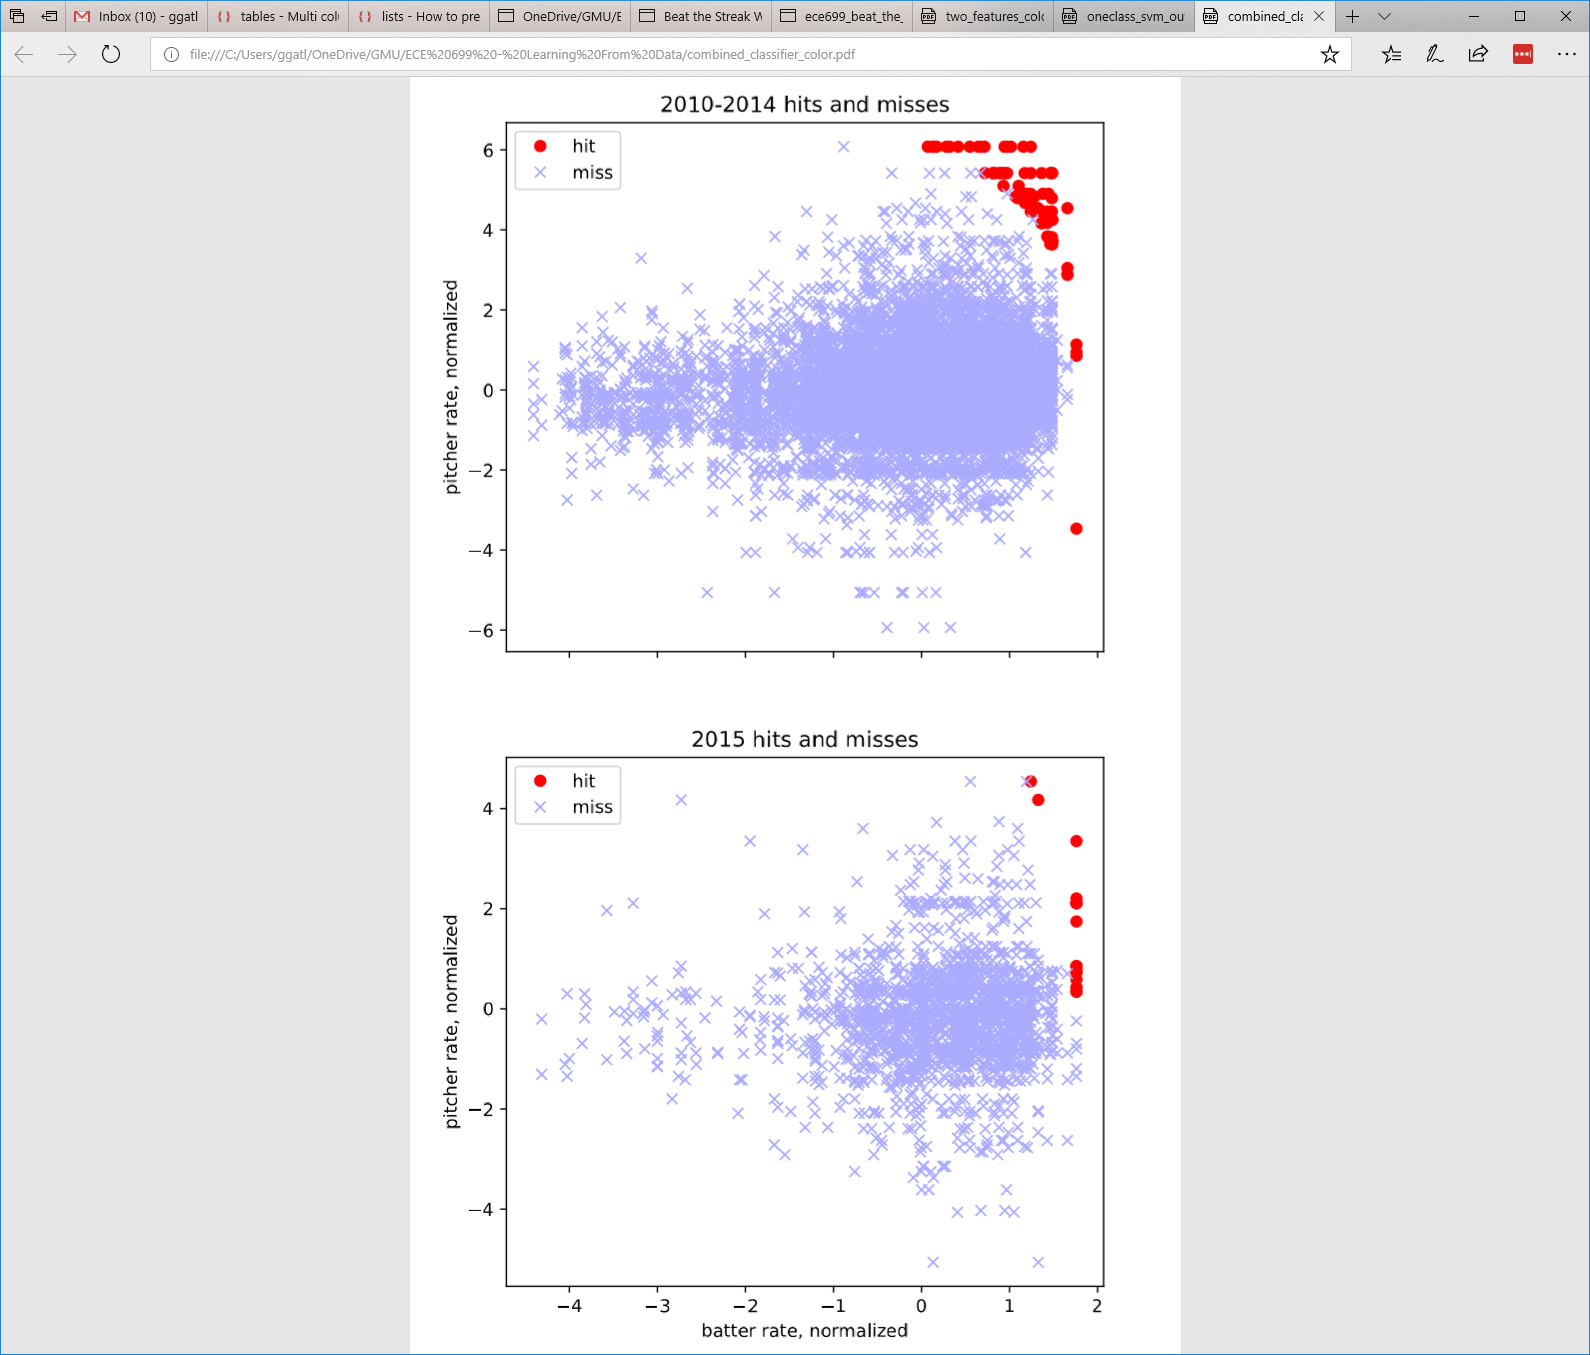 Inbox (10) - ggatl
tables - Multi col
lists - How to pre
OneDrive/GMU/E
Beat the Streak W
ece699_beat_the_
two_features_colo
oneclass_svm_ou
combined_cla
file:///C:/Users/ggatl/OneDrive/GMU/ECE%20699%20-%20Learning%20From%20Data/combined_classifier_color.pdf
2010-2014 hits and misses
hit
miss
6
4
2
0
−2
−4
−6
pitcher rate, normalized
2015 hits and misses
hit
miss
4
2
0
−2
−4
pitcher rate, normalized
−4 −3 −2 −1 0 1 2
batter rate, normalized